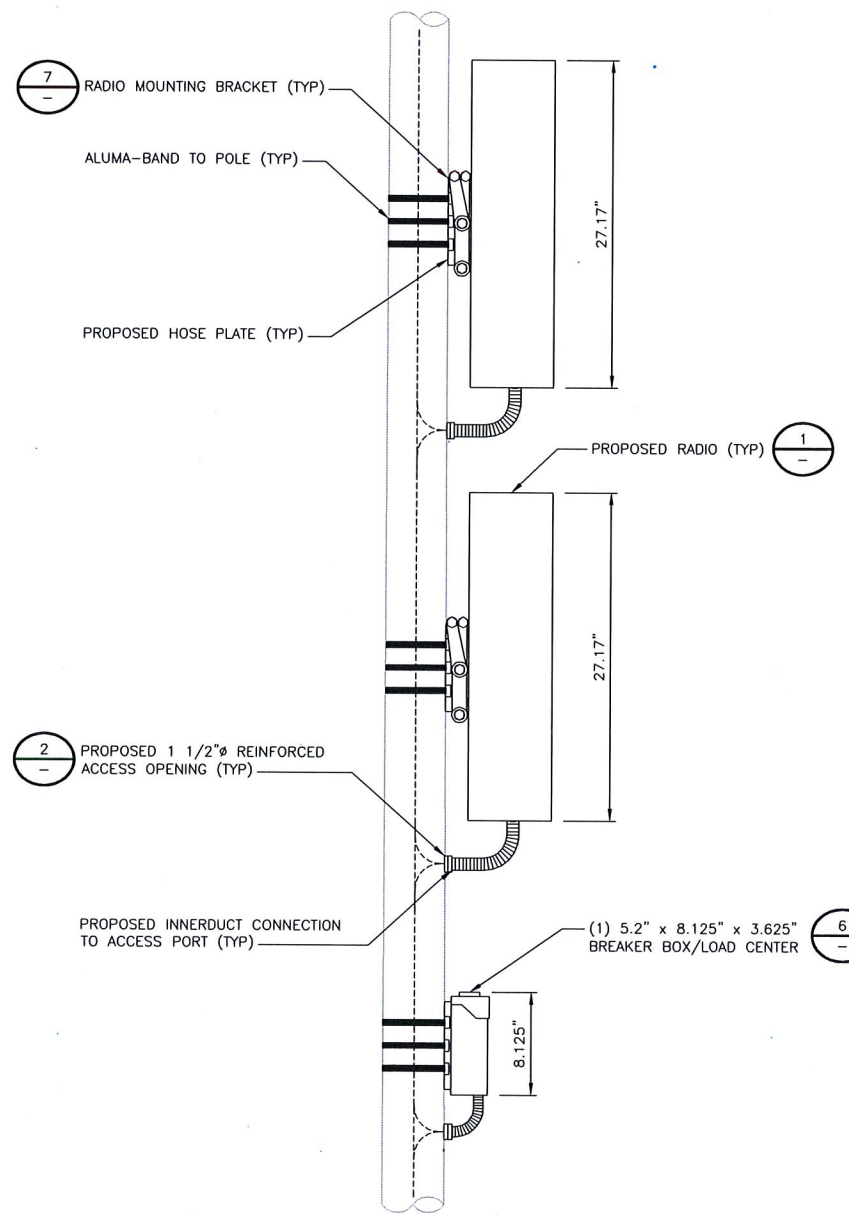 7
–
RADIO MOUNTING BRACKET (TYP)
ALUMA-BAND TO POLE (TYP)
27.17"
PROPOSED HOSE PLATE (TYP)
PROPOSED RADIO (TYP)
1
–
27.17"
2
–
PROPOSED 1 1/2"ø REINFORCED
ACCESS OPENING (TYP)
PROPOSED INNERDUCT CONNECTION
TO ACCESS PORT (TYP)
(1) 5.2" x 8.125" x 3.625"
BREAKER BOX/LOAD CENTER
6
–
8.125"